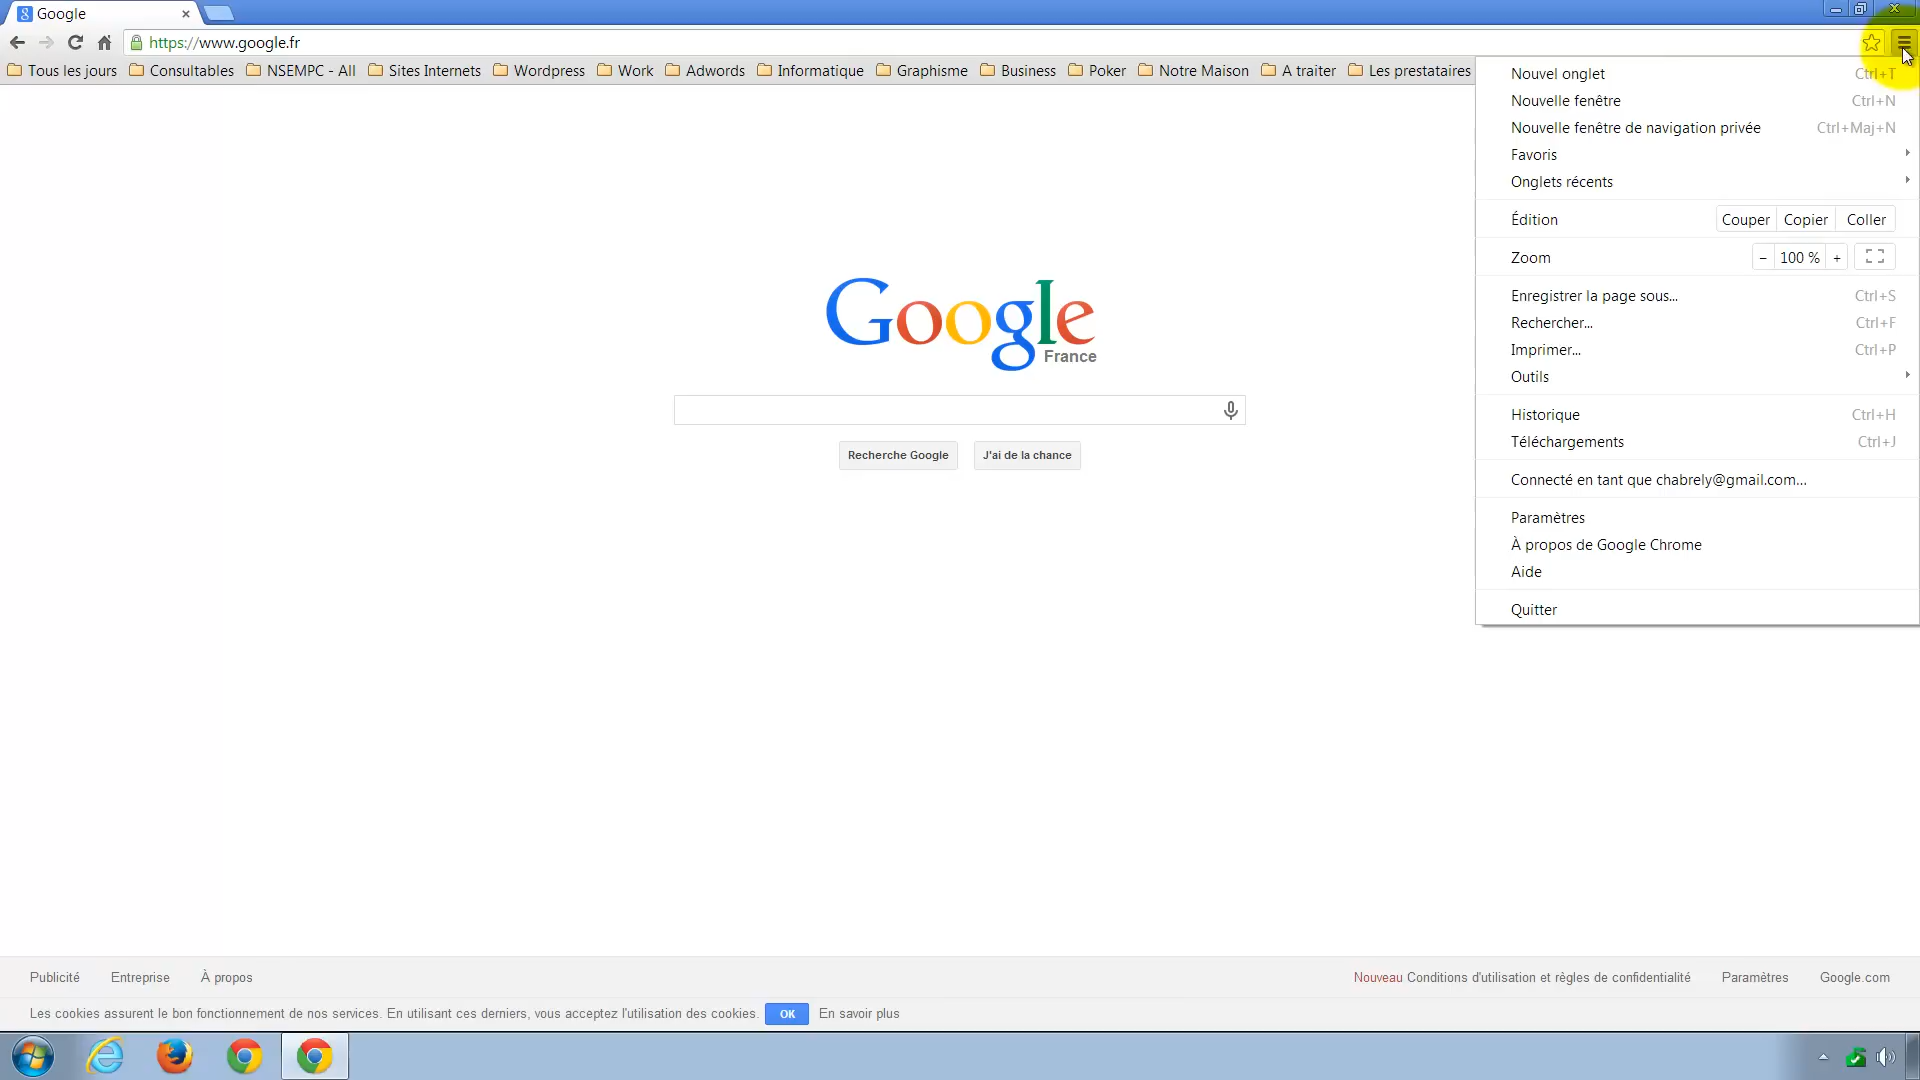 Google
https://www.google.fr
Tous les jours Consultables NSEMPC - All Sites Internets Wordpress Work Adwords Informatique Graphisme Business Poker Notre Maison A traiter Les prestataires
Nouvel onglet Ctrl+T
Nouvelle fenêtre Ctrl+N
Nouvelle fenêtre de navigation privée Ctrl+Maj+N
Favoris
Onglets récents
Édition Couper Copier Coller
Zoom − 100 % +
Enregistrer la page sous... Ctrl+S
Rechercher... Ctrl+F
Imprimer... Ctrl+P
Outils
Historique Ctrl+H
Téléchargements Ctrl+J
Connecté en tant que chabrely@gmail.com...
Paramètres
À propos de Google Chrome
Aide
Quitter
Google
France
Recherche Google J'ai de la chance
Publicité Entreprise À propos Nouveau Conditions d'utilisation et règles de confidentialité Paramètres Google.com
Les cookies assurent le bon fonctionnement de nos services. En utilisant ces derniers, vous acceptez l'utilisation des cookies. OK En savoir plus